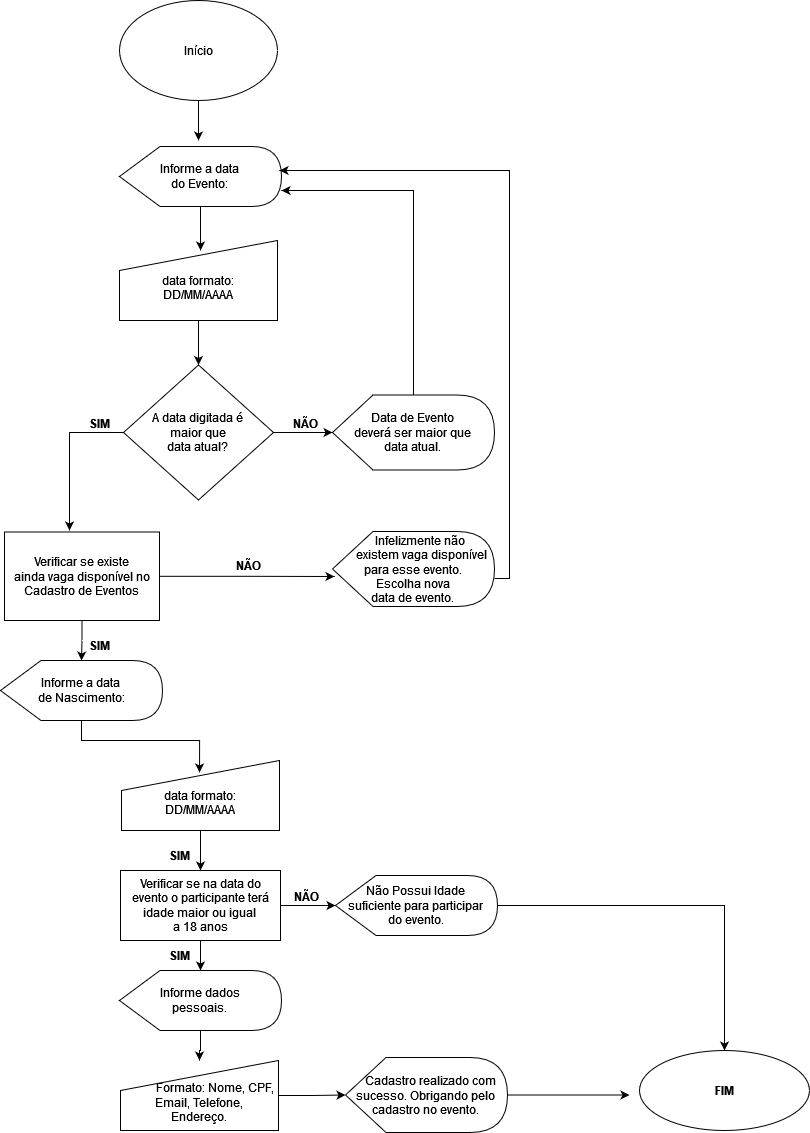 Início
Informe a data
do Evento:
data formato:
DD/MM/AAAA
A data digitada é
maior que
data atual?
SIM
NÃO
Data de Evento
deverá ser maior que
data atual.
Verificar se existe
ainda vaga disponível no
Cadastro de Eventos
NÃO
Infelizmente não
existem vaga disponível
para esse evento.
Escolha nova
data de evento.
SIM
Informe a data
de Nascimento:
data formato:
DD/MM/AAAA
SIM
Verificar se na data do
evento o participante terá
idade maior ou igual
a 18 anos
NÃO
Não Possui Idade
suficiente para participar
do evento.
SIM
Informe dados
pessoais.
Formato: Nome, CPF,
Email, Telefone,
Endereço.
Cadastro realizado com
sucesso. Obrigando pelo
cadastro no evento.
FIM